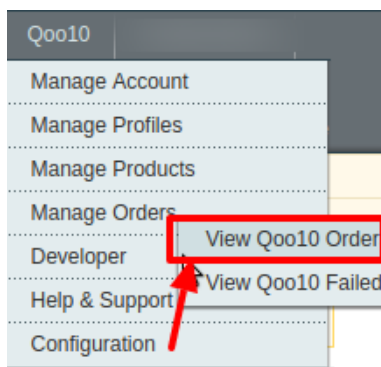 Qoo10
Manage Account
Manage Profiles
Manage Products
Manage Orders
View Qoo10 Order
Developer
View Qoo10 Failed
Help & Support
Configuration